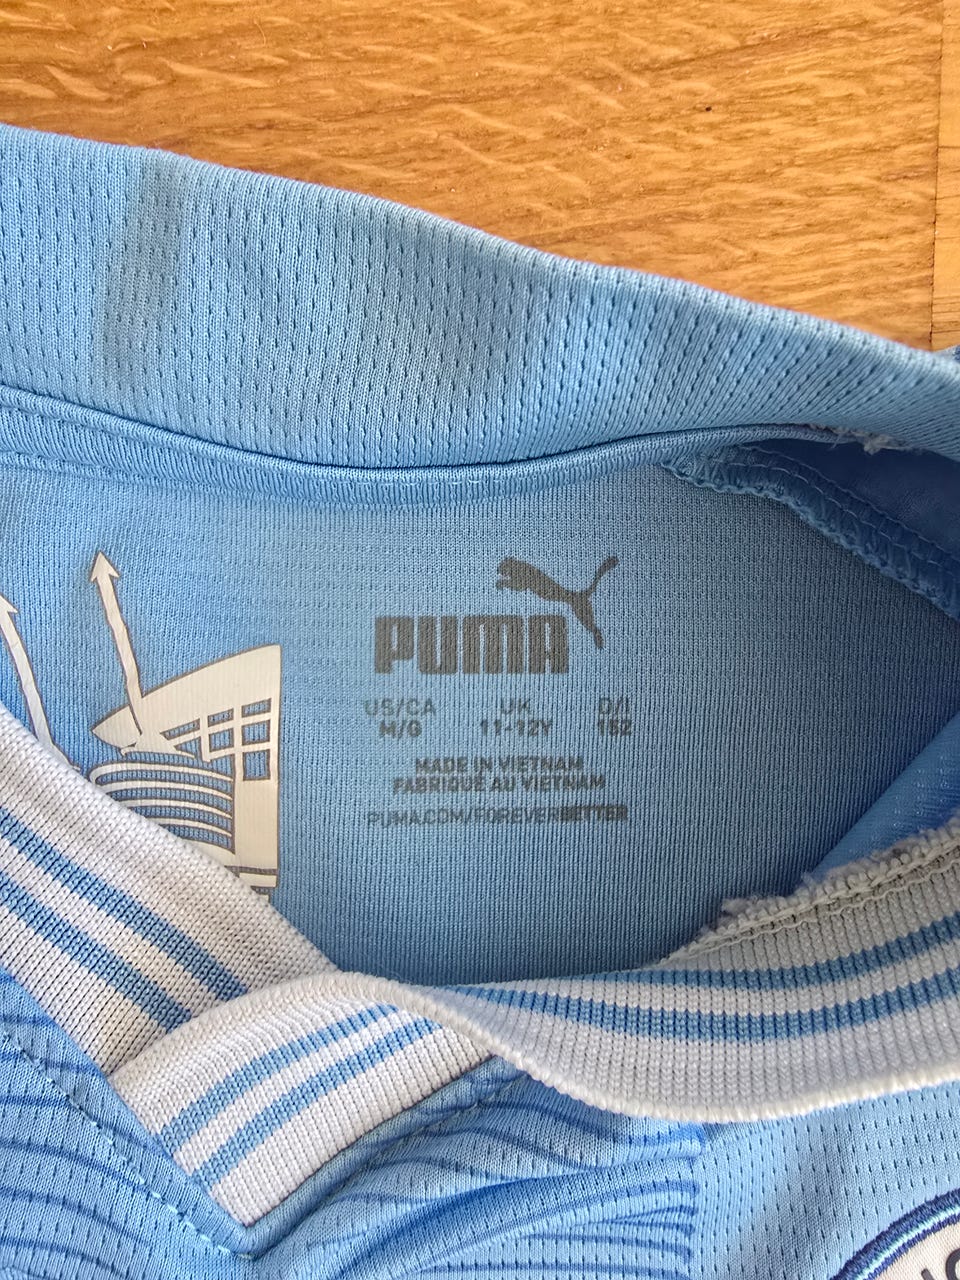 PUMA
US/CA UK D/I
M/G 11-12Y 152
MADE IN VIETNAM
FABRIQUÉ AU VIETNAM
PUMA.COM/FOREVERBETTER